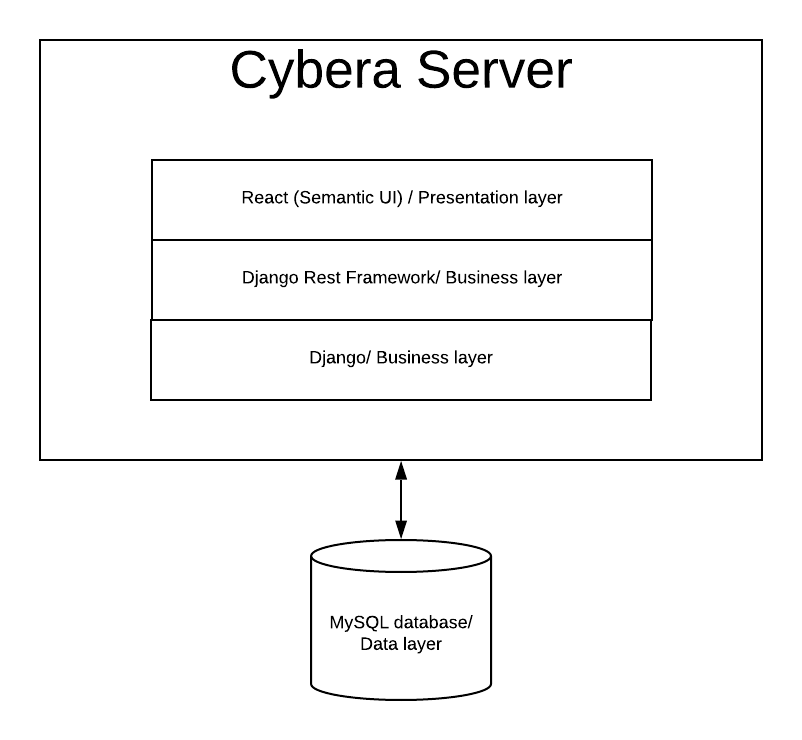 Cybera Server
React (Semantic UI) / Presentation layer
Django Rest Framework/ Business layer
Django/ Business layer
MySQL database/
Data layer